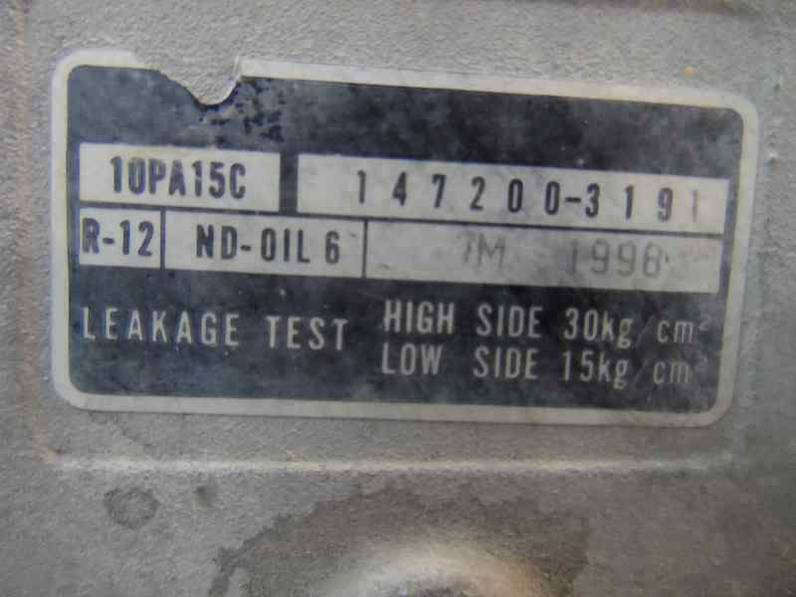 10PA15C 147200-3191
R-12 ND-OIL 6 7M 1998
LEAKAGE TEST HIGH SIDE 30kg/cm²
LOW SIDE 15kg/cm²